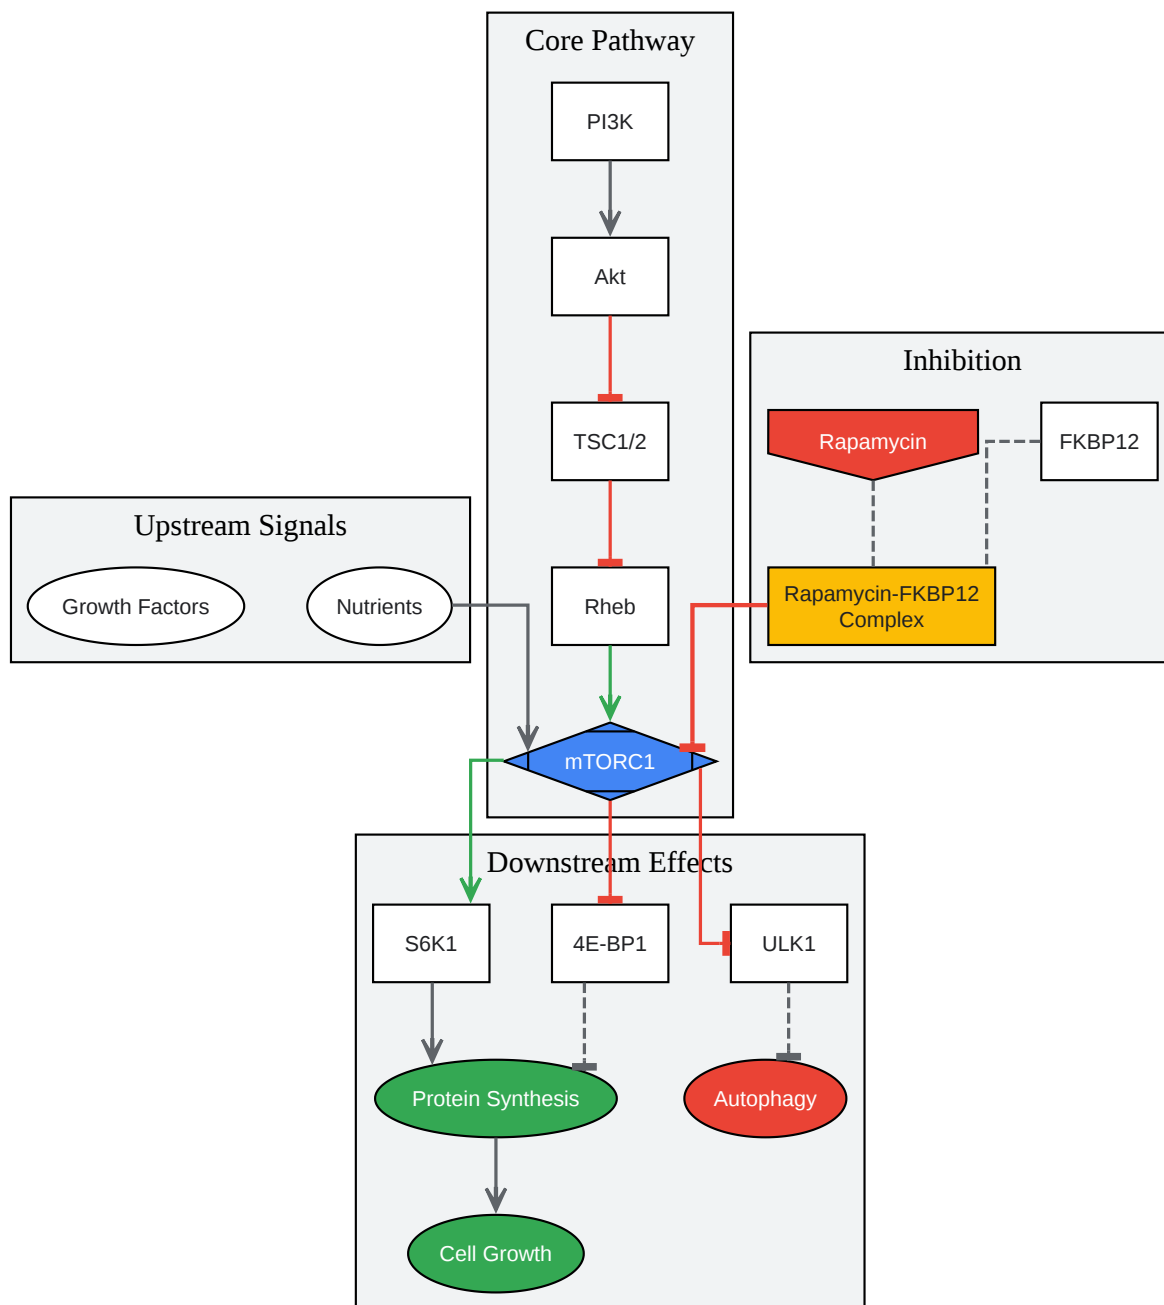 Core Pathway
PI3K
Akt
TSC1/2
Rheb
mTORC1
Upstream Signals
Growth Factors
Nutrients
Inhibition
Rapamycin
FKBP12
Rapamycin-FKBP12
Complex
Downstream Effects
S6K1
4E-BP1
ULK1
Protein Synthesis
Autophagy
Cell Growth